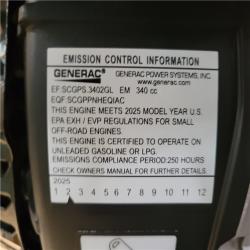 EMISSION CONTROL INFORMATION
GENERAC GENERAC POWER SYSTEMS, INC.
EF:SCGPS.3402GL EM 340 cc
EQF:SCGPPNHEQIAC
THIS ENGINE MEETS 2025 MODEL YEAR U.S.
EPA EXH / EVP REGULATIONS FOR SMALL
OFF-ROAD ENGINES
THIS ENGINE IS CERTIFIED TO OPERATE ON
UNLEADED GASOLINE OR LPG.
EMISSIONS COMPLIANCE PERIOD:250 HOURS
CHECK OWNERS MANUAL FOR FURTHER DETAILS.
2025
1 2 3 4 5 6 7 8 9 10 11 12